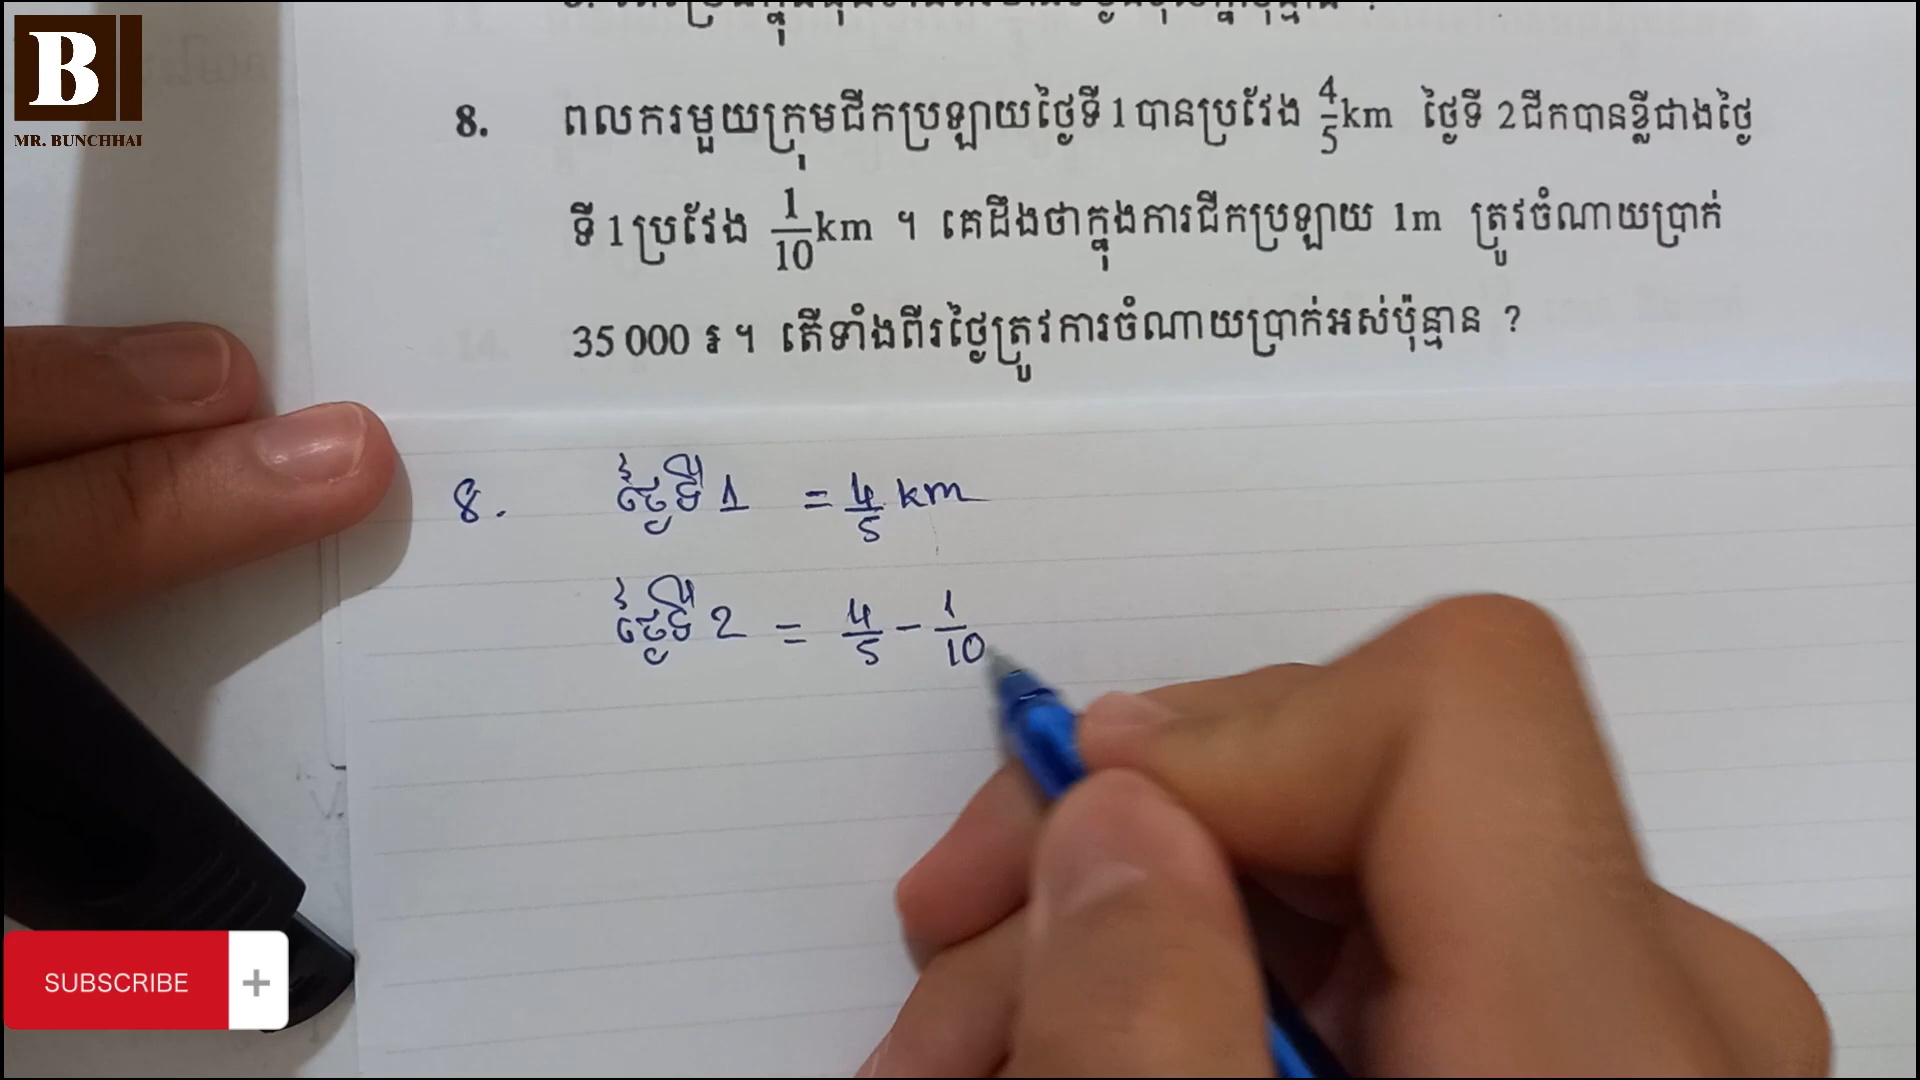 B
MR. BUNCHHAI
8. ពលករមួយក្រុមជីកប្រឡាយថ្ងៃទី 1 បានប្រវែង 4/5 km ថ្ងៃទី 2 ជីកបានខ្លីជាងថ្ងៃ
ទី 1 ប្រវែង 1/10 km ។ គេដឹងថាក្នុងការជីកប្រឡាយ 1m ត្រូវចំណាយប្រាក់
35 000 ៛ ។ តើទាំងពីរថ្ងៃត្រូវការចំណាយប្រាក់អស់ប៉ុន្មាន ?
8. ថ្ងៃទី 1 = 4/5 km
ថ្ងៃទី 2 = 4/5 - 1/10
SUBSCRIBE +